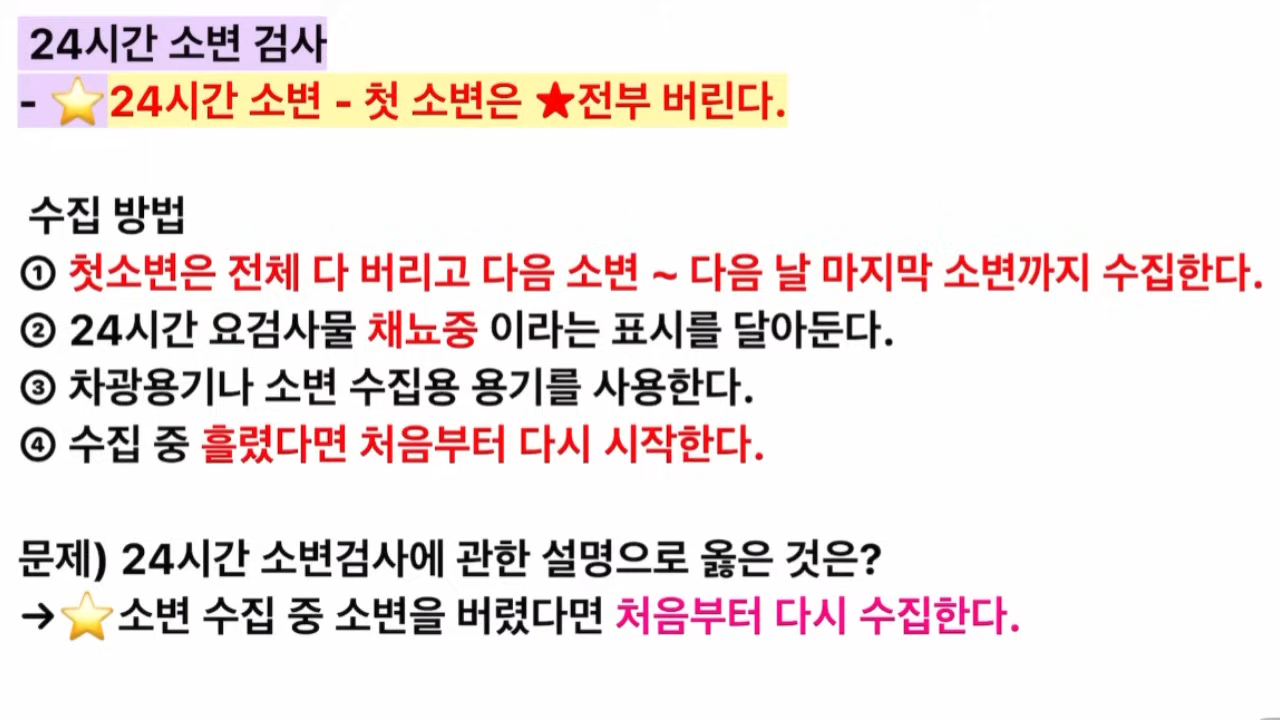 24시간 소변 검사
- ⭐24시간 소변 - 첫 소변은 ★전부 버린다.
수집 방법
① 첫소변은 전체 다 버리고 다음 소변 ~ 다음 날 마지막 소변까지 수집한다.
② 24시간 요검사물 채뇨중 이라는 표시를 달아둔다.
③ 차광용기나 소변 수집용 용기를 사용한다.
④ 수집 중 흘렸다면 처음부터 다시 시작한다.
문제) 24시간 소변검사에 관한 설명으로 옳은 것은?
→⭐소변 수집 중 소변을 버렸다면 처음부터 다시 수집한다.